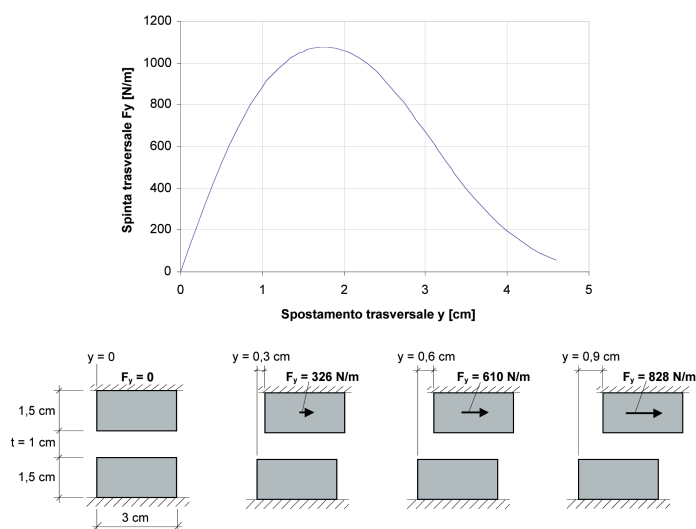 1200
1000
800
600
400
200
0
Spinta trasversale Fy [N/m]
0 1 2 3 4 5
Spostamento trasversale y [cm]
y = 0
F_y = 0
1,5 cm
t = 1 cm
1,5 cm
3 cm
y = 0,3 cm
F_y = 326 N/m
y = 0,6 cm
F_y = 610 N/m
y = 0,9 cm
F_y = 828 N/m